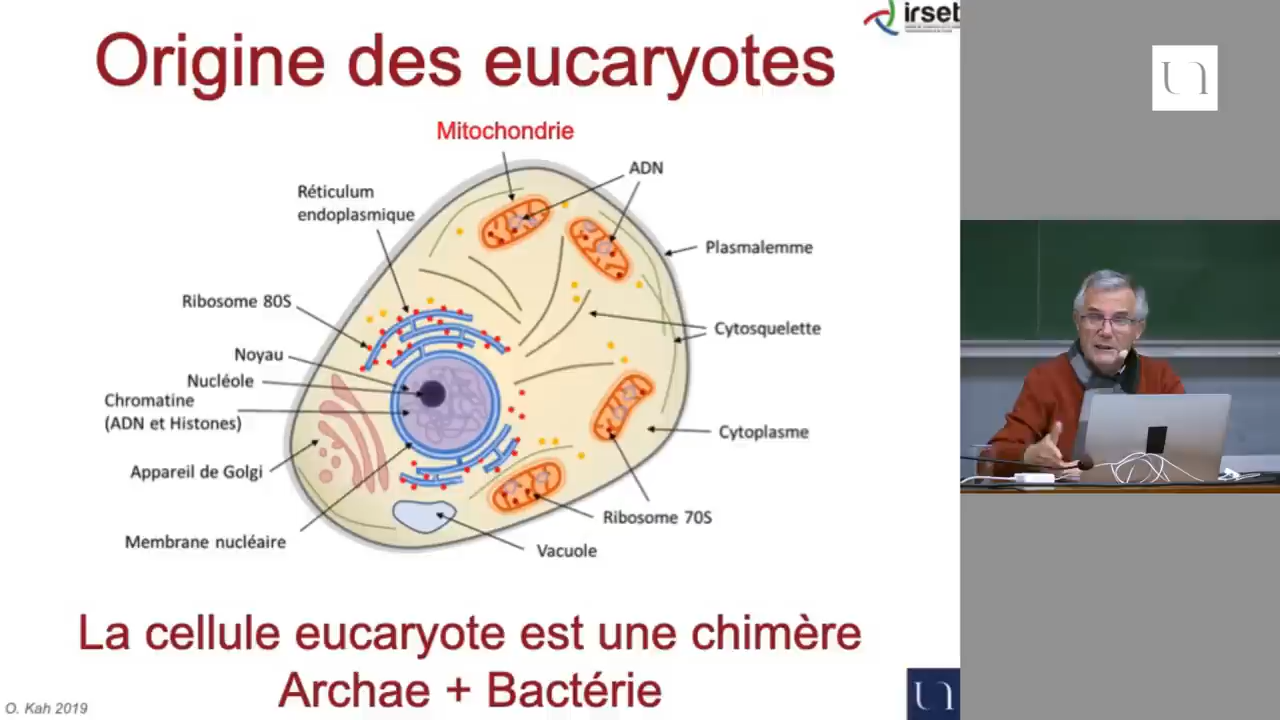 irset
Origine des eucaryotes
Mitochondrie
ADN
Réticulum
endoplasmique
Plasmalemme
Ribosome 80S
Cytosquelette
Noyau
Nucléole
Chromatine
(ADN et Histones)
Cytoplasme
Appareil de Golgi
Ribosome 70S
Membrane nucléaire
Vacuole
La cellule eucaryote est une chimère
Archae + Bactérie
O. Kah 2019